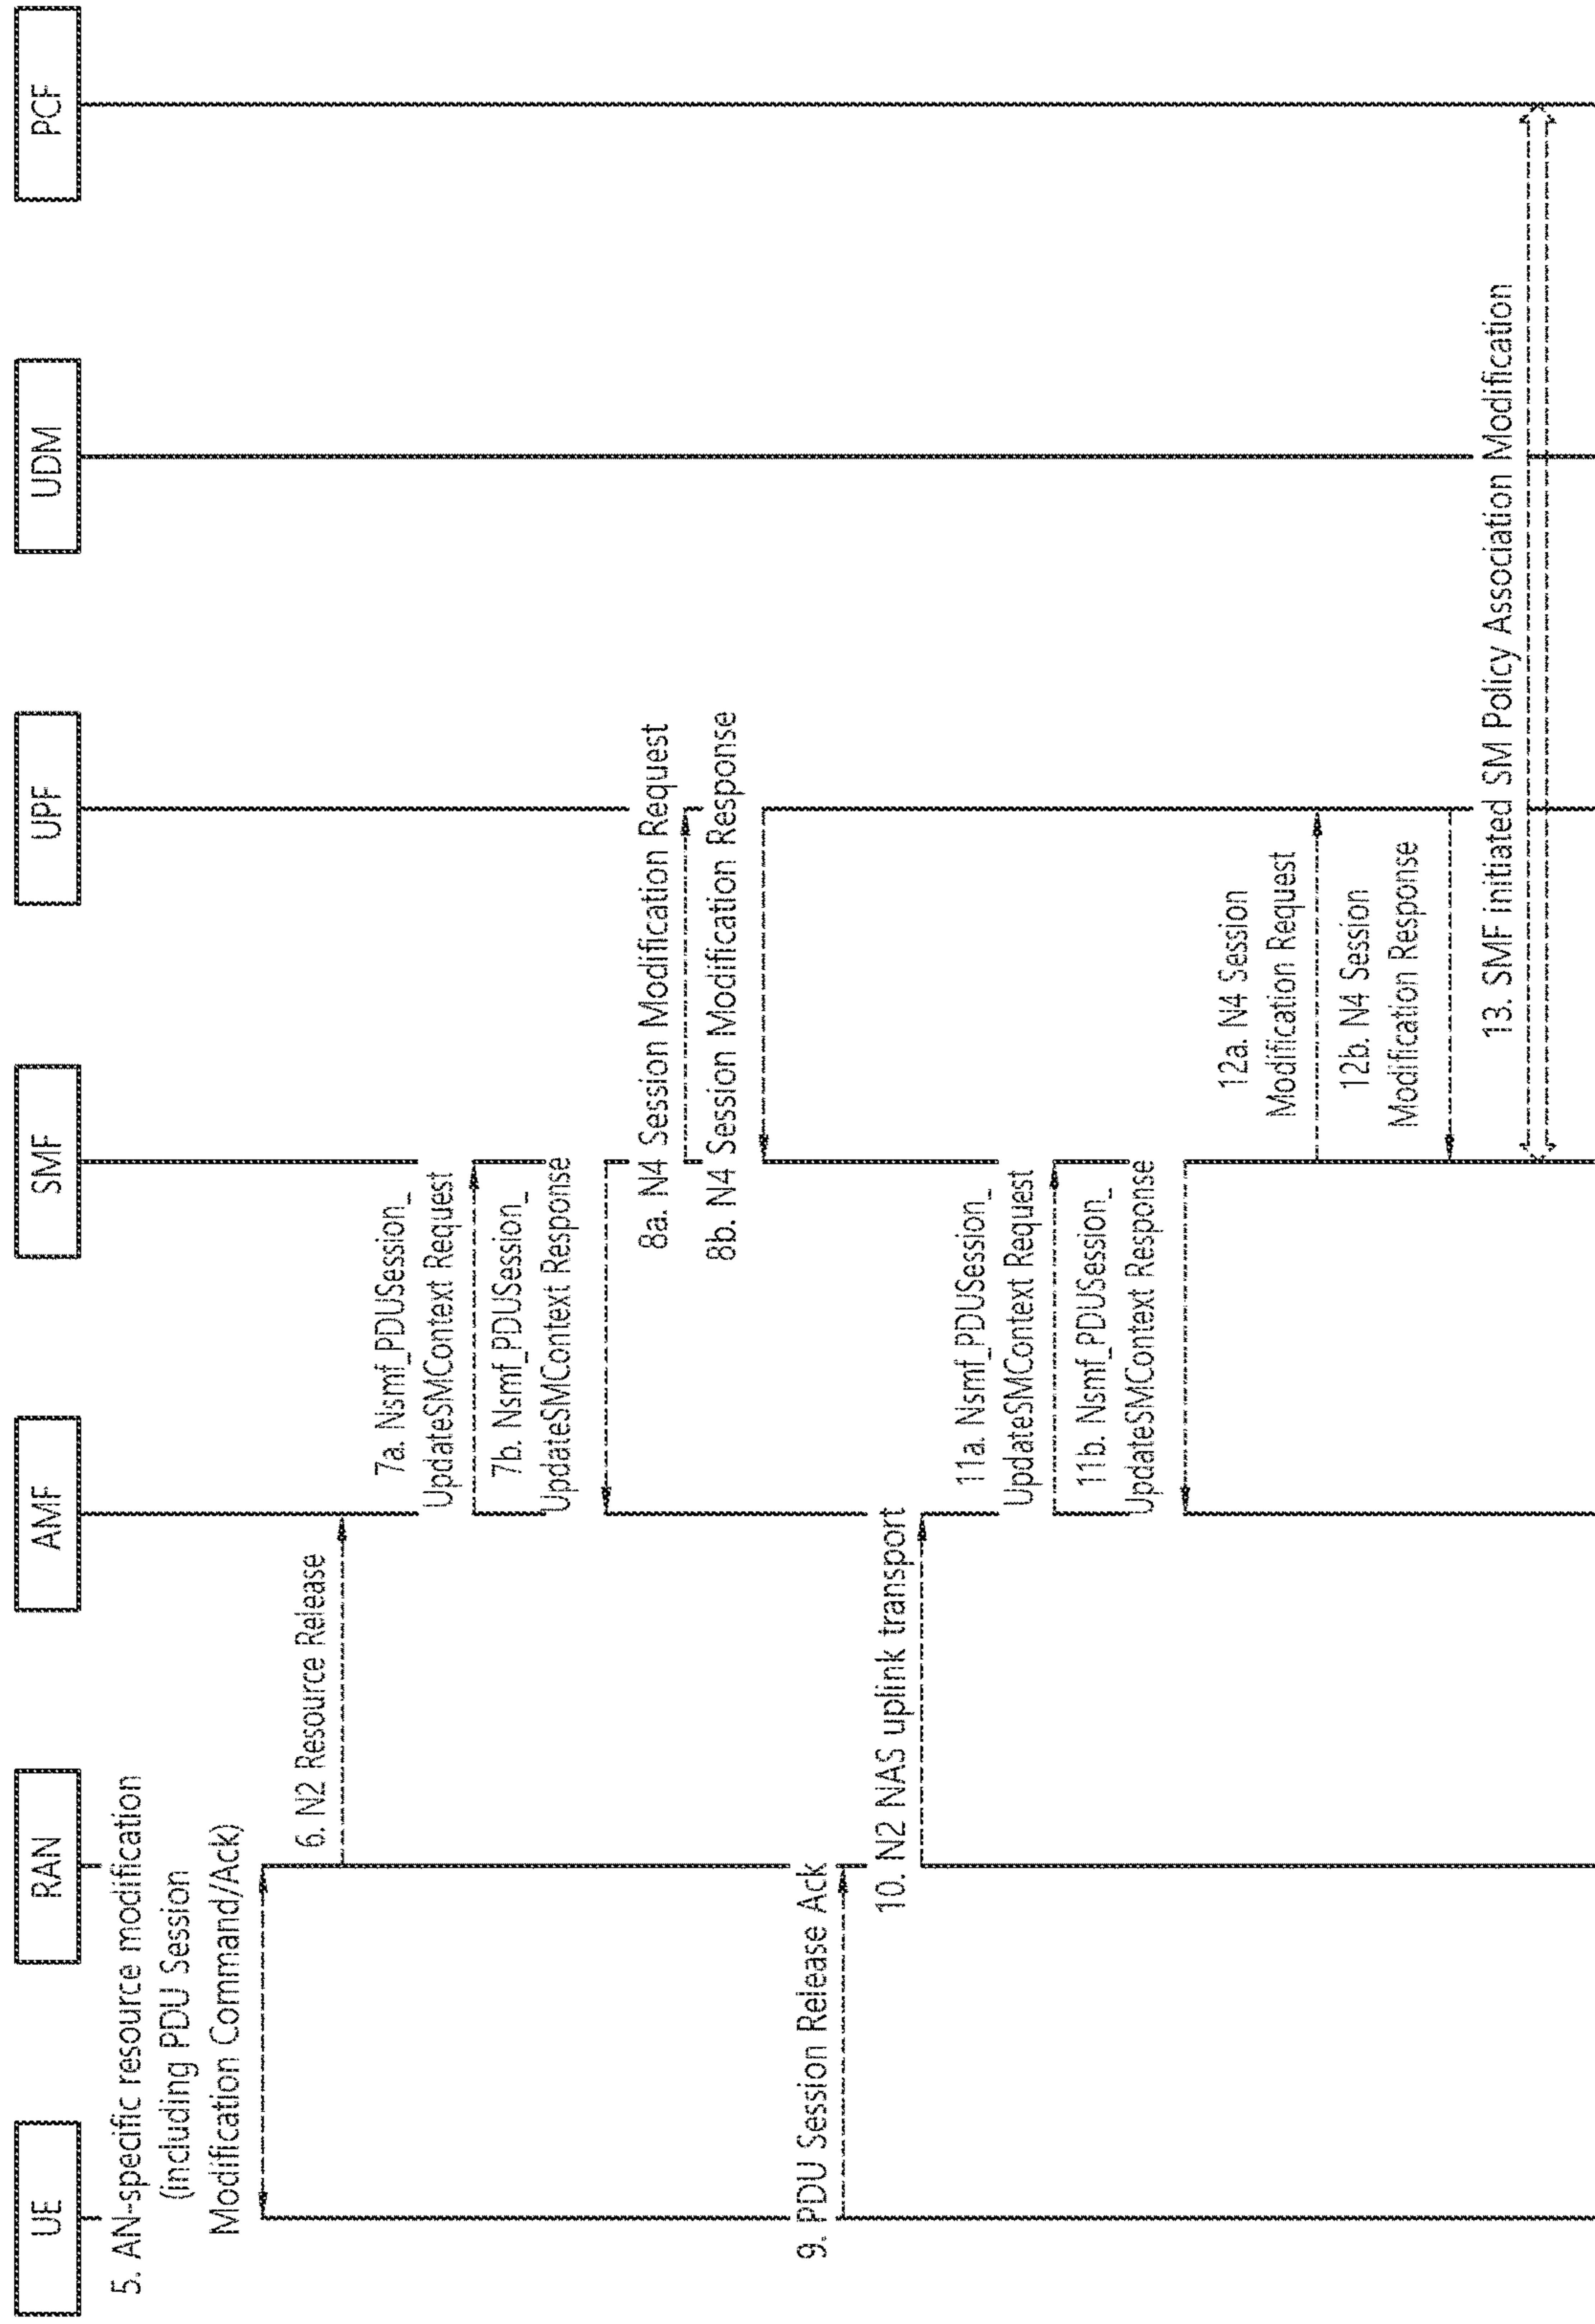 UE
RAN
AMF
SMF
UPF
UDM
PCF
5. AN-specific resource modification
(including PDU Session
Modification Command/Ack)
6. N2 Resource Release
7a. Nsmf_PDUSession_
UpdateSMContext Request
7b. Nsmf_PDUSession_
UpdateSMContext Response
8a. N4 Session Modification Request
8b. N4 Session Modification Response
9. PDU Session Release Ack
10. N2 NAS uplink transport
11a. Nsmf_PDUSession_
UpdateSMContext Request
11b. Nsmf_PDUSession_
UpdateSMContext Response
12a. N4 Session
Modification Request
12b. N4 Session
Modification Response
13. SMF initiated SM Policy Association Modification